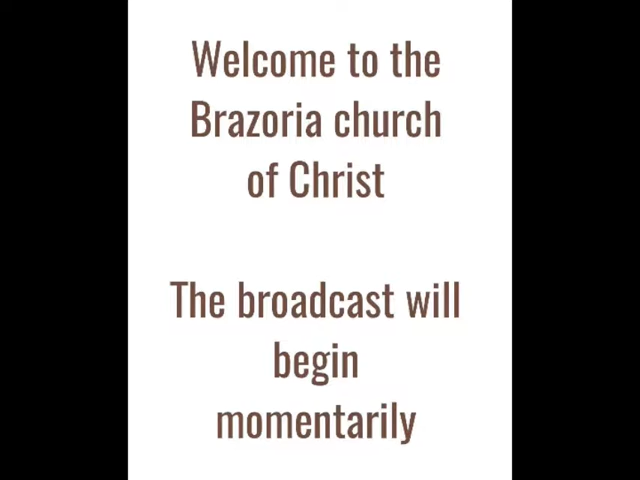 Welcome to the
Brazoria church
of Christ
The broadcast will
begin
momentarily